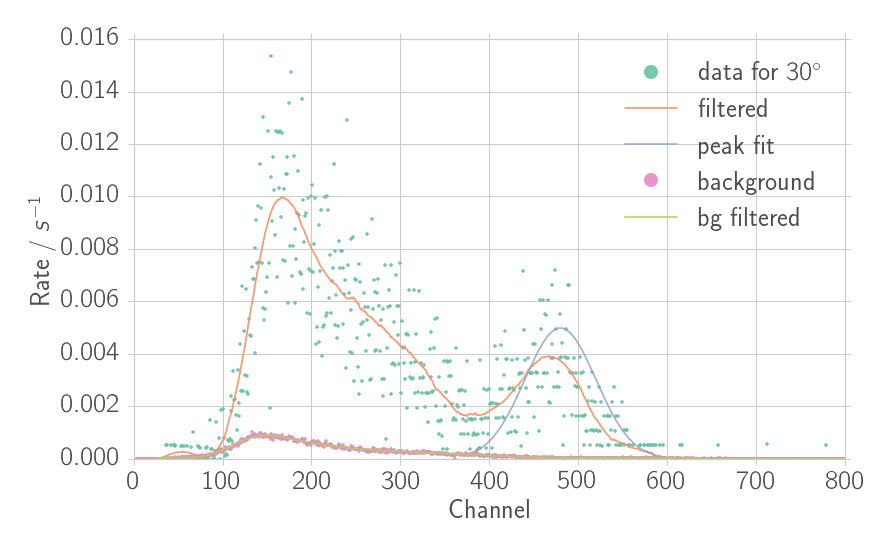 0.016
0.014
0.012
0.010
0.008
0.006
0.004
0.002
0.000
Rate / s⁻¹
0 100 200 300 400 500 600 700 800
Channel
data for 30°
filtered
peak fit
background
bg filtered